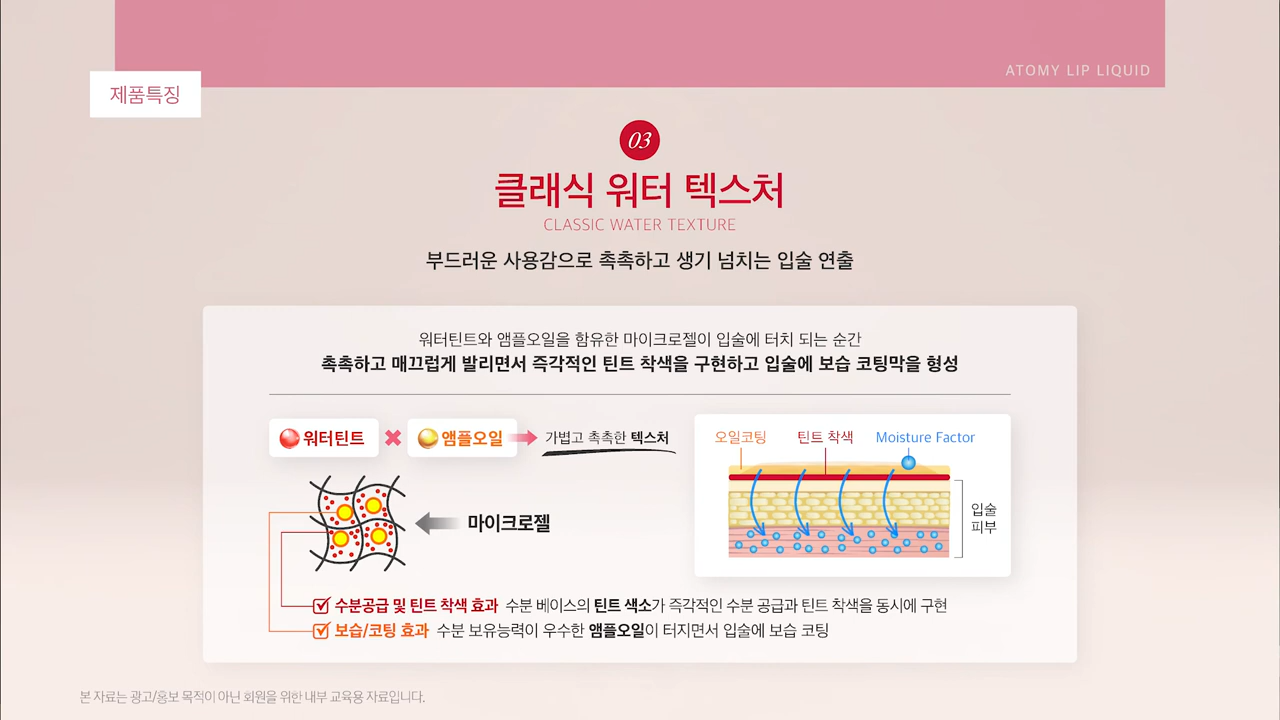 ATOMY LIP LIQUID
제품특징
03
클래식 워터 텍스처
CLASSIC WATER TEXTURE
부드러운 사용감으로 촉촉하고 생기 넘치는 입술 연출
워터틴트와 앰플오일을 함유한 마이크로젤이 입술에 터치 되는 순간
촉촉하고 매끄럽게 발리면서 즉각적인 틴트 착색을 구현하고 입술에 보습 코팅막을 형성
워터틴트 × 앰플오일 가볍고 촉촉한 텍스처
마이크로젤
오일코팅 틴트 착색 Moisture Factor
입술
피부
수분공급 및 틴트 착색 효과 수분 베이스의 틴트 색소가 즉각적인 수분 공급과 틴트 착색을 동시에 구현
보습/코팅 효과 수분 보유능력이 우수한 앰플오일이 터지면서 입술에 보습 코팅
본 자료는 광고/홍보 목적이 아닌 회원을 위한 내부 교육용 자료입니다.